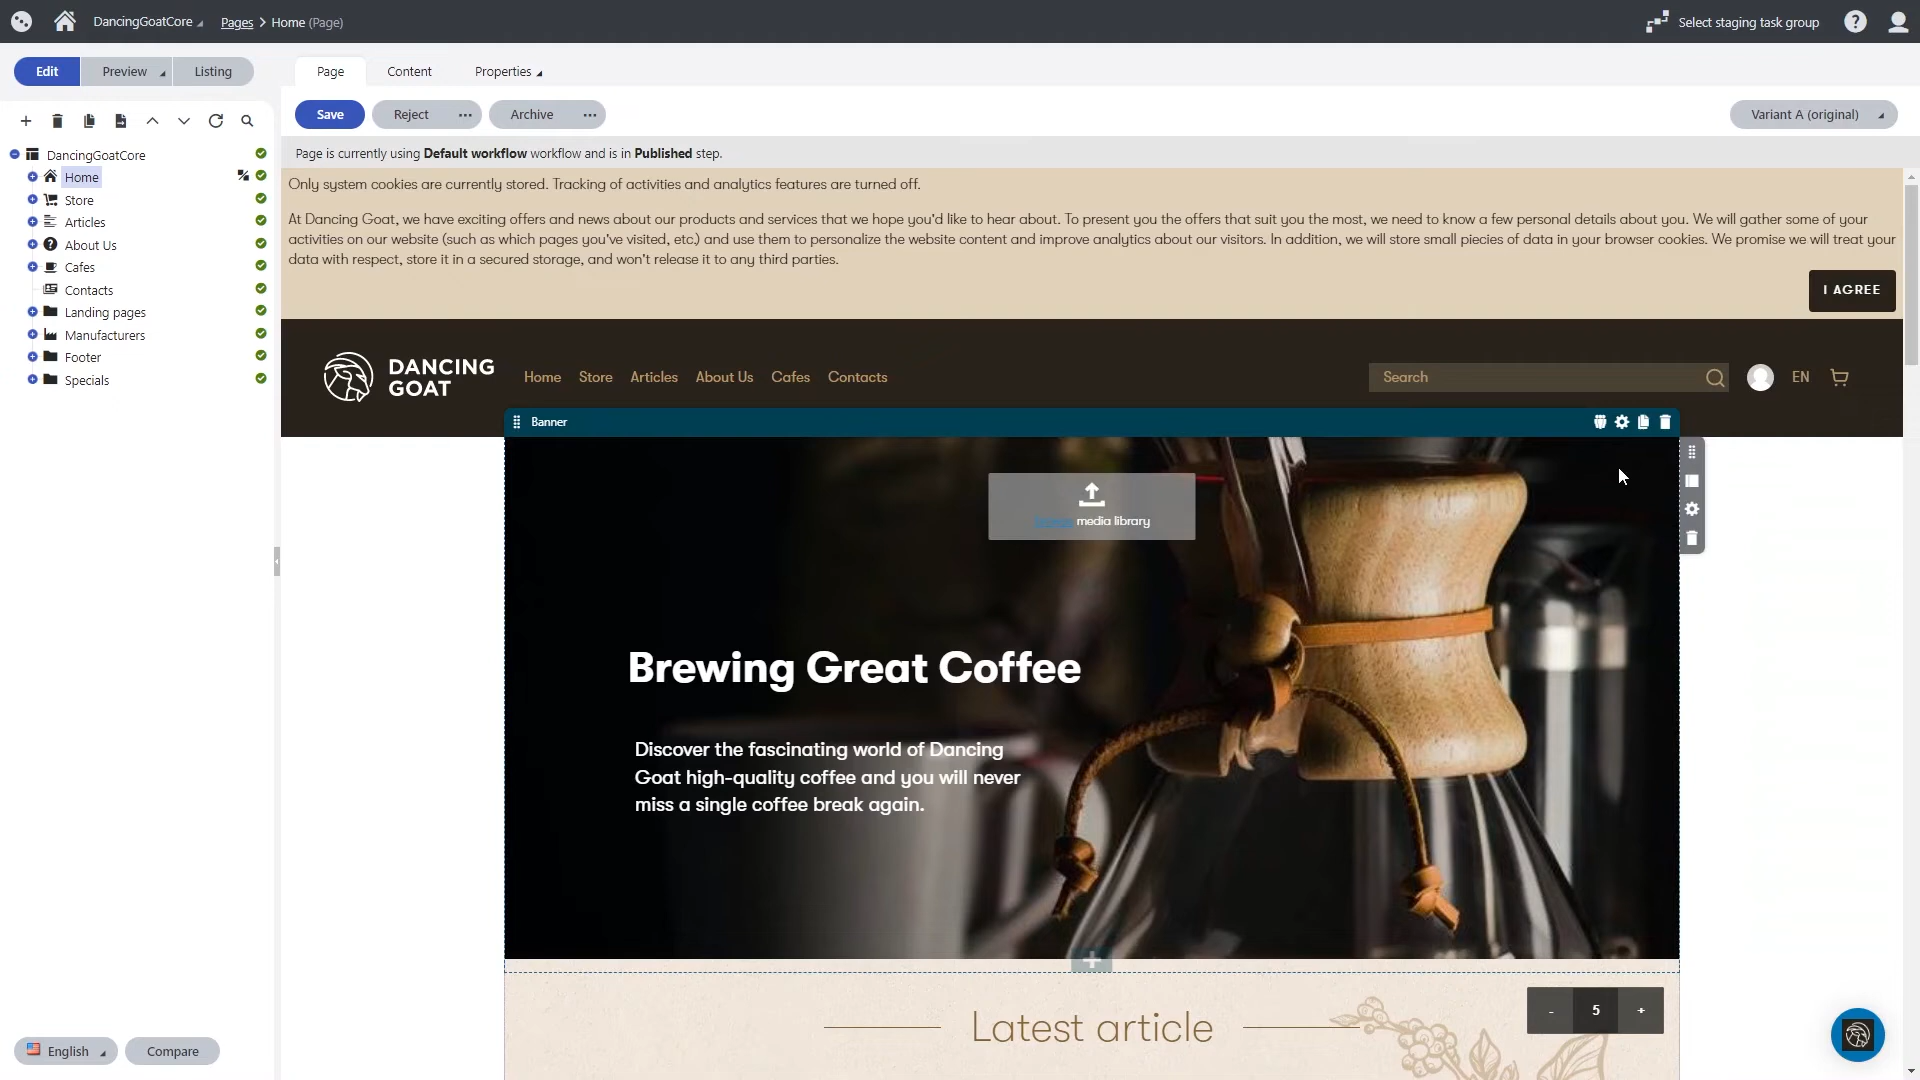 DancingGoatCore
Pages > Home (Page)
Select staging task group
Edit
Preview
Listing
Page
Content
Properties
Save
Reject
Archive
Variant A (original)
Page is currently using Default workflow workflow and is in Published step.
DancingGoatCore
Home
Store
Articles
About Us
Cafes
Contacts
Landing pages
Manufacturers
Footer
Specials
Only system cookies are currently stored. Tracking of activities and analytics features are turned off.
At Dancing Goat, we have exciting offers and news about our products and services that we hope you'd like to hear about. To present you the offers that suit you the most, we need to know a few personal details about you. We will gather some of your
activities on our website (such as which pages you've visited, etc.) and use them to personalize the website content and improve analytics about our visitors. In addition, we will store small piecies of data in your browser cookies. We promise we will treat your
data with respect, store it in a secured storage, and won't release it to any third parties.
I AGREE
DANCING
GOAT
Home
Store
Articles
About Us
Cafes
Contacts
Search
EN
Banner
media library
Brewing Great Coffee
Discover the fascinating world of Dancing
Goat high-quality coffee and you will never
miss a single coffee break again.
- 5 +
Latest article
English
Compare